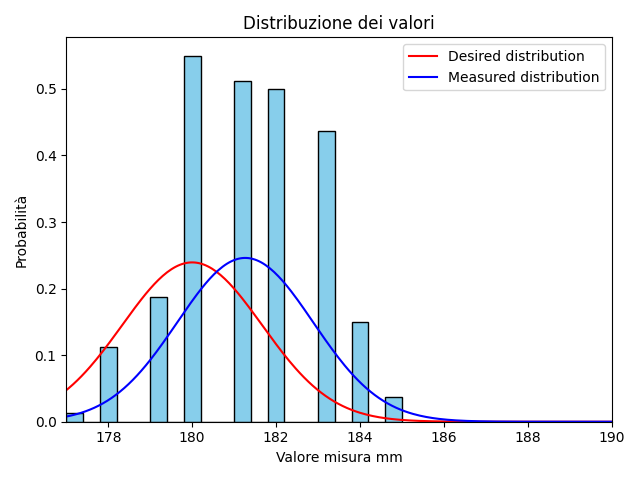 Distribuzione dei valori
Desired distribution
Measured distribution
Probabilità
0.5
0.4
0.3
0.2
0.1
0.0
178 180 182 184 186 188 190
Valore misura mm